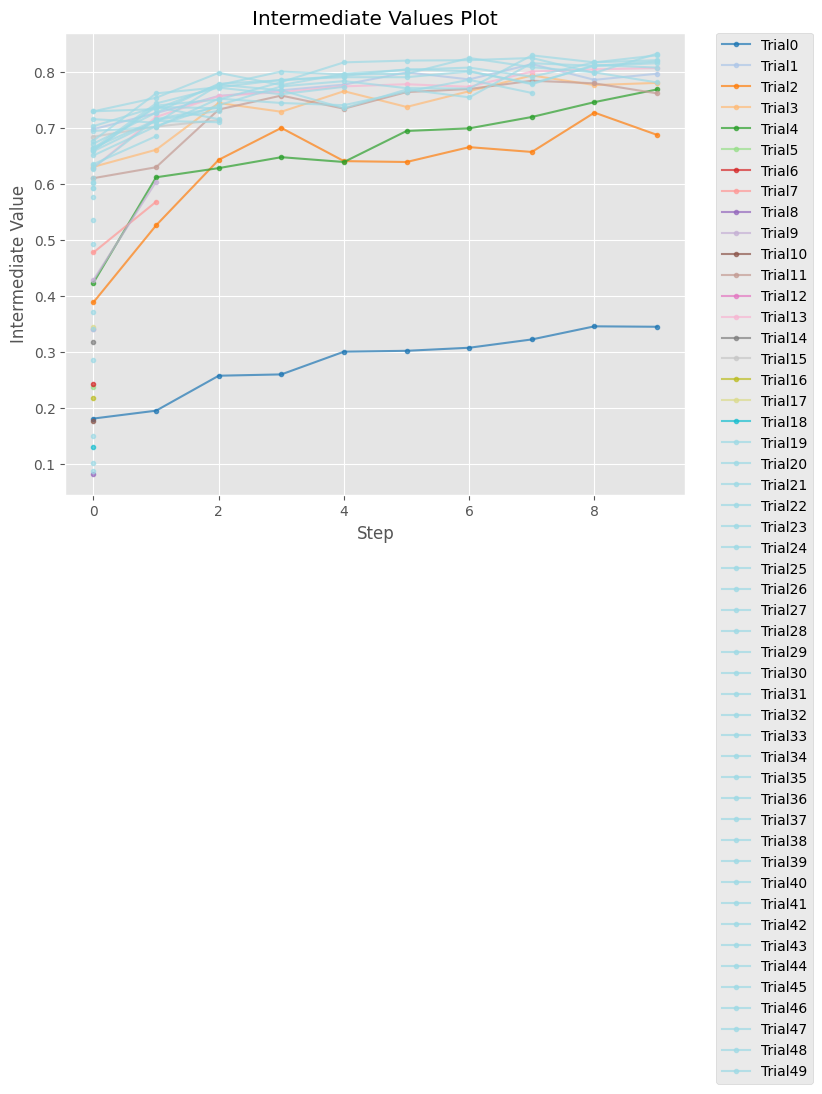 Intermediate Values Plot
Intermediate Value
0.8
0.7
0.6
0.5
0.4
0.3
0.2
0.1
0 2 4 6 8
Step
Trial0
Trial1
Trial2
Trial3
Trial4
Trial5
Trial6
Trial7
Trial8
Trial9
Trial10
Trial11
Trial12
Trial13
Trial14
Trial15
Trial16
Trial17
Trial18
Trial19
Trial20
Trial21
Trial22
Trial23
Trial24
Trial25
Trial26
Trial27
Trial28
Trial29
Trial30
Trial31
Trial32
Trial33
Trial34
Trial35
Trial36
Trial37
Trial38
Trial39
Trial40
Trial41
Trial42
Trial43
Trial44
Trial45
Trial46
Trial47
Trial48
Trial49